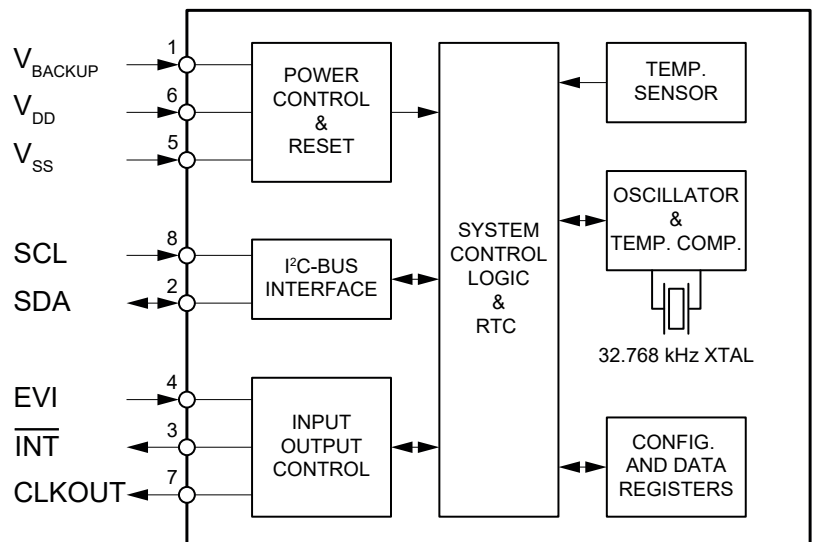 V_BACKUP
1
V_DD
6
V_SS
5
POWER
CONTROL
&
RESET
SCL
8
SDA
2
I²C-BUS
INTERFACE
EVI
4
I̅N̅T̅
3
CLKOUT
7
INPUT
OUTPUT
CONTROL
SYSTEM
CONTROL
LOGIC
&
RTC
TEMP.
SENSOR
OSCILLATOR
&
TEMP. COMP.
32.768 kHz XTAL
CONFIG.
AND DATA
REGISTERS